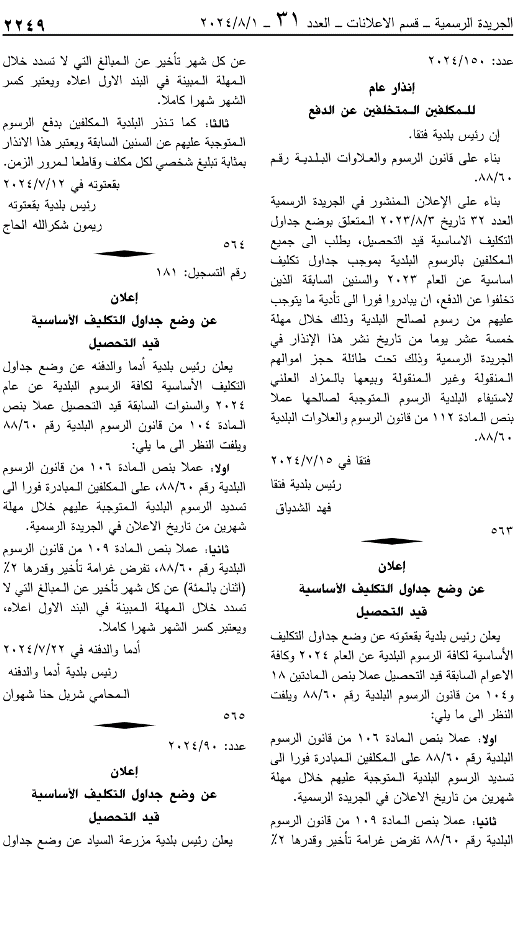 الجريدة الرسمية ــ قسم الاعلانات ــ العدد ٣١ ــ ٢٠٢٤/٨/١
٢٢٤٩
عدد: ٢٠٢٤/١٥٠
إنذار عام
للمكلفين المتخلفين عن الدفع
إن رئيس بلدية فتقا.
بناء على قانون الرسوم والعلاوات البلدية رقم
٨٨/٦٠.
بناء على الإعلان المنشور في الجريدة الرسمية
العدد ٣٢ تاريخ ٢٠٢٣/٨/٣ المتعلق بوضع جداول
التكليف الاساسية قيد التحصيل، يطلب الى جميع
المكلفين بالرسوم البلدية بموجب جداول تكليف
اساسية عن العام ٢٠٢٣ والسنين السابقة الذين
تخلفوا عن الدفع، ان يبادروا فورا الى تأدية ما يتوجب
عليهم من رسوم لصالح البلدية وذلك خلال مهلة
خمسة عشر يوما من تاريخ نشر هذا الإنذار في
الجريدة الرسمية وذلك تحت طائلة حجز اموالهم
المنقولة وغير المنقولة وبيعها بالمزاد العلني
لاستيفاء البلدية الرسوم المتوجبة لصالحها عملا
بنص المادة ١١٢ من قانون الرسوم والعلاوات البلدية
٨٨/٦٠.
فتقا في ٢٠٢٤/٧/١٥
رئيس بلدية فتقا
فهد الشدياق
٥٦٣
إعلان
عن وضع جداول التكليف الأساسية
قيد التحصيل
يعلن رئيس بلدية بقعتوته عن وضع جداول التكليف
الأساسية لكافة الرسوم البلدية عن العام ٢٠٢٤ وكافة
الاعوام السابقة قيد التحصيل عملا بنص المادتين ١٨
و١٠٤ من قانون الرسوم البلدية رقم ٨٨/٦٠ ويلفت
النظر الى ما يلي:
اولا: عملا بنص المادة ١٠٦ من قانون الرسوم
البلدية رقم ٨٨/٦٠ على المكلفين المبادرة فورا الى
تسديد الرسوم البلدية المتوجبة عليهم خلال مهلة
شهرين من تاريخ الاعلان في الجريدة الرسمية.
ثانيا: عملا بنص المادة ١٠٩ من قانون الرسوم
البلدية رقم ٨٨/٦٠ تفرض غرامة تأخير وقدرها ٢٪
عن كل شهر تأخير عن المبالغ التي لا تسدد خلال
المهلة المبينة في البند الاول اعلاه ويعتبر كسر
الشهر شهرا كاملا.
ثالثا: كما تنذر البلدية المكلفين بدفع الرسوم
المتوجبة عليهم عن السنين السابقة ويعتبر هذا الانذار
بمثابة تبليغ شخصي لكل مكلف وقاطعا لمرور الزمن.
بقعتوته في ٢٠٢٤/٧/١٢
رئيس بلدية بقعتوته
ريمون شكرالله الحاج
٥٦٤
رقم التسجيل: ١٨١
إعلان
عن وضع جداول التكليف الأساسية
قيد التحصيل
يعلن رئيس بلدية أدما والدفنه عن وضع جداول
التكليف الأساسية لكافة الرسوم البلدية عن عام
٢٠٢٤ والسنوات السابقة قيد التحصيل عملا بنص
المادة ١٠٤ من قانون الرسوم البلدية رقم ٨٨/٦٠
ويلفت النظر الى ما يلي:
اولا: عملا بنص المادة ١٠٦ من قانون الرسوم
البلدية رقم ٨٨/٦٠، على المكلفين المبادرة فورا الى
تسديد الرسوم البلدية المتوجبة عليهم خلال مهلة
شهرين من تاريخ الاعلان في الجريدة الرسمية.
ثانيا: عملا بنص المادة ١٠٩ من قانون الرسوم
البلدية رقم ٨٨/٦٠، تفرض غرامة تأخير وقدرها ٢٪
(اثنان بالمئة) عن كل شهر تأخير عن المبالغ التي لا
تسدد خلال المهلة المبينة في البند الاول اعلاه،
ويعتبر كسر الشهر شهرا كاملا.
أدما والدفنه في ٢٠٢٤/٧/٢٢
رئيس بلدية أدما والدفنه
المحامي شربل حنا شهوان
٥٦٥
عدد: ٢٠٢٤/٩٠
إعلان
عن وضع جداول التكليف الأساسية
قيد التحصيل
يعلن رئيس بلدية مزرعة السياد عن وضع جداول